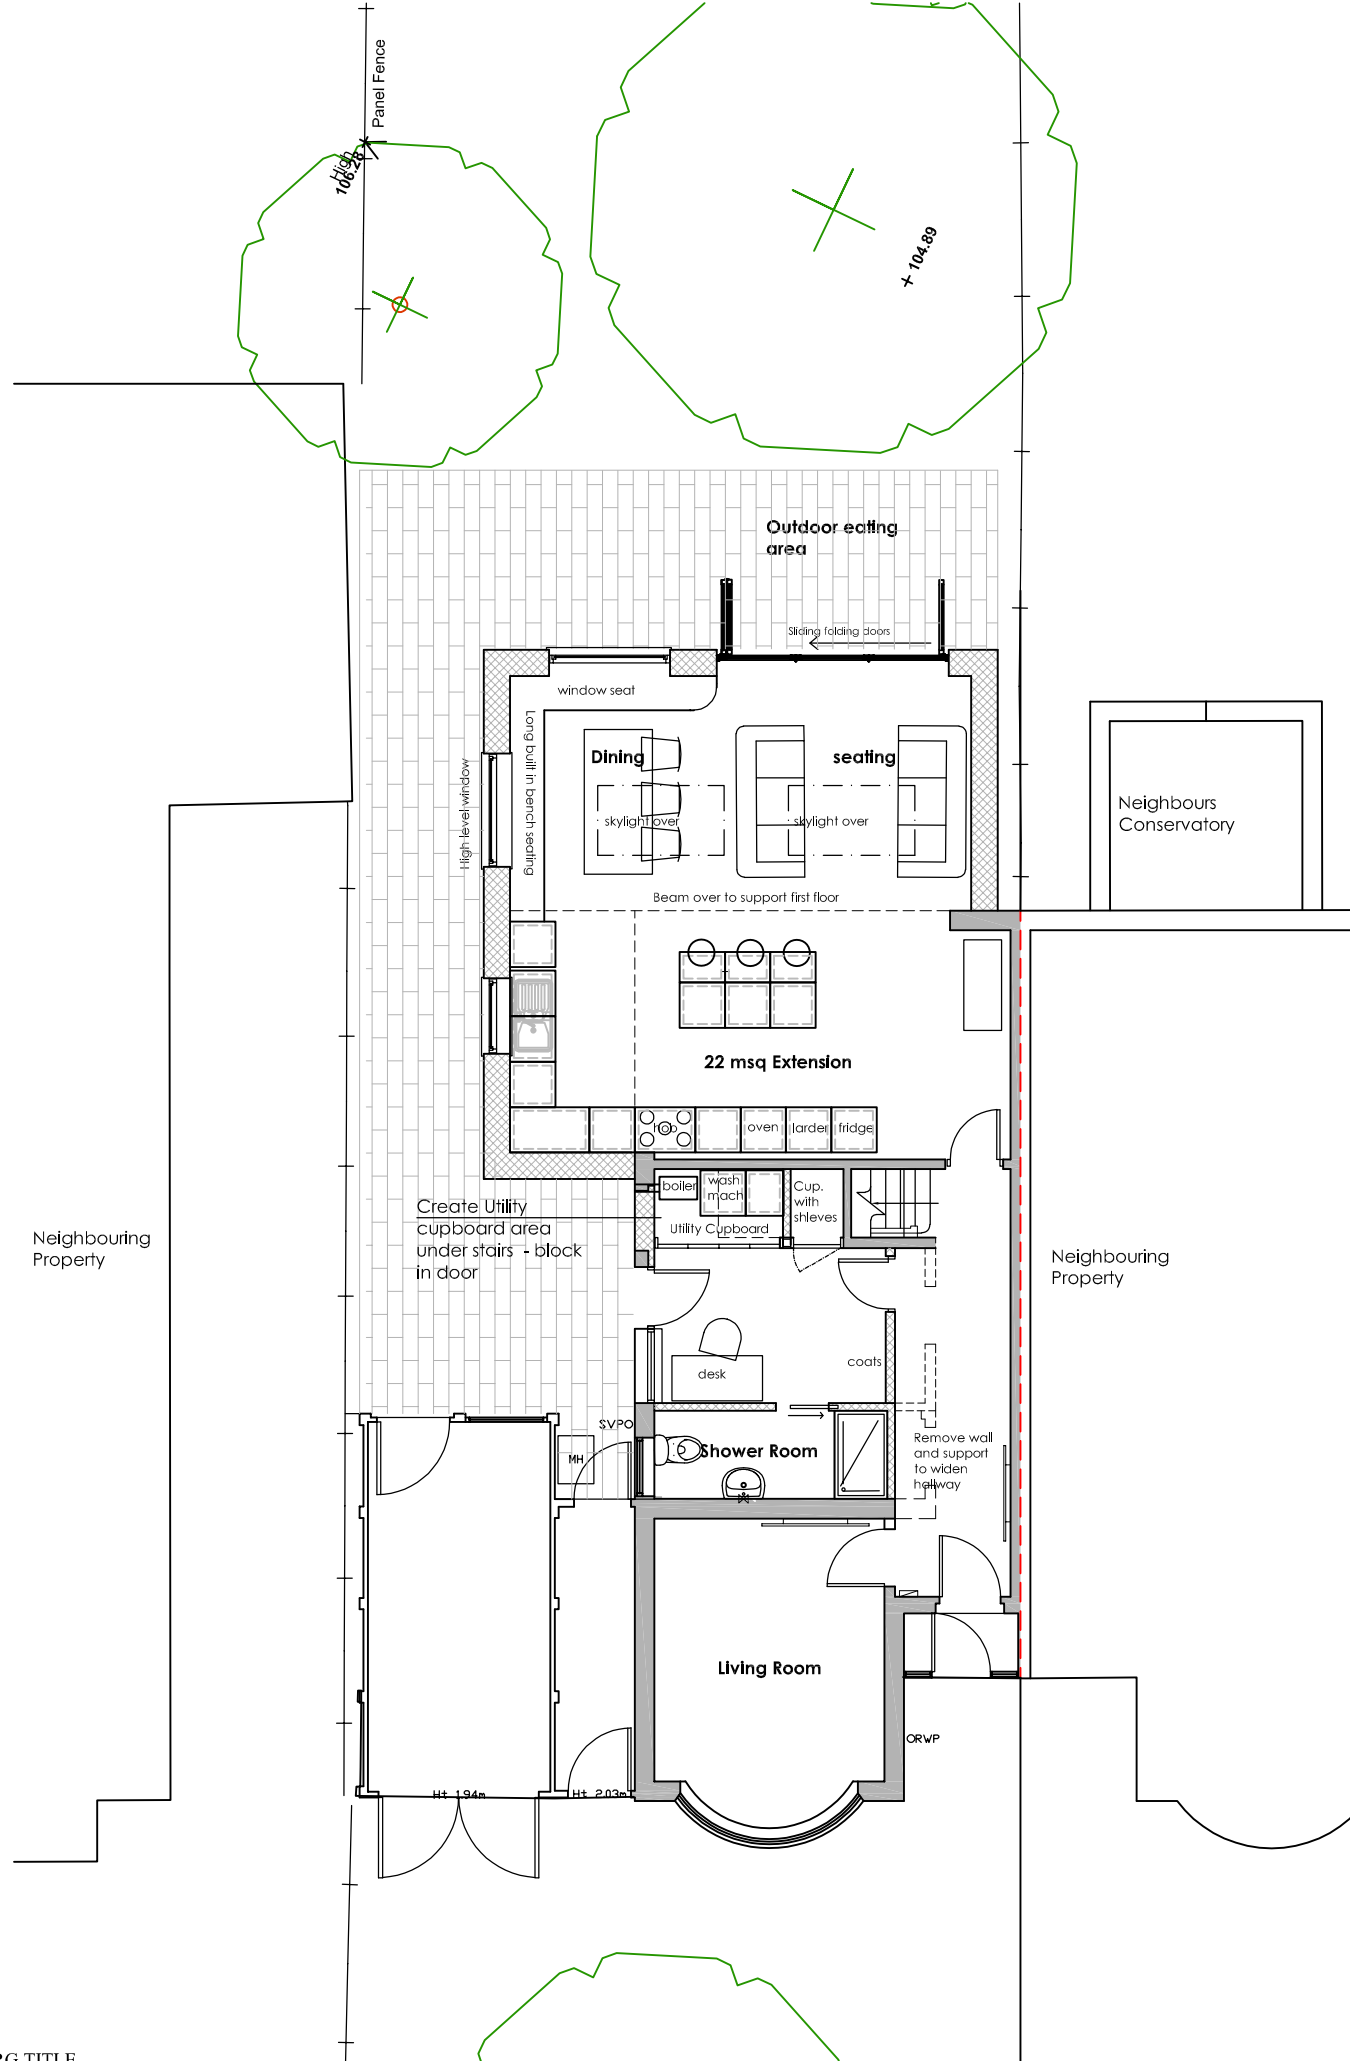 Panel Fence
High
106.28
104.89
Outdoor eating
area
Sliding folding doors
window seat
Long built in bench seating
High level window
Dining
seating
skylight over
skylight over
Neighbours
Conservatory
Beam over to support first floor
22 msq Extension
hob
oven
larder
fridge
boiler
wash
mach
Cup.
with
shleves
Utility Cupboard
Create Utility
cupboard area
under stairs - block
in door
Neighbouring
Property
Neighbouring
Property
desk
coats
SVPO
MH
Shower Room
Remove wall
and support
to widen
hallway
Living Room
ORWP
Ht 1.94m
Ht 2.03m
RG TITLE